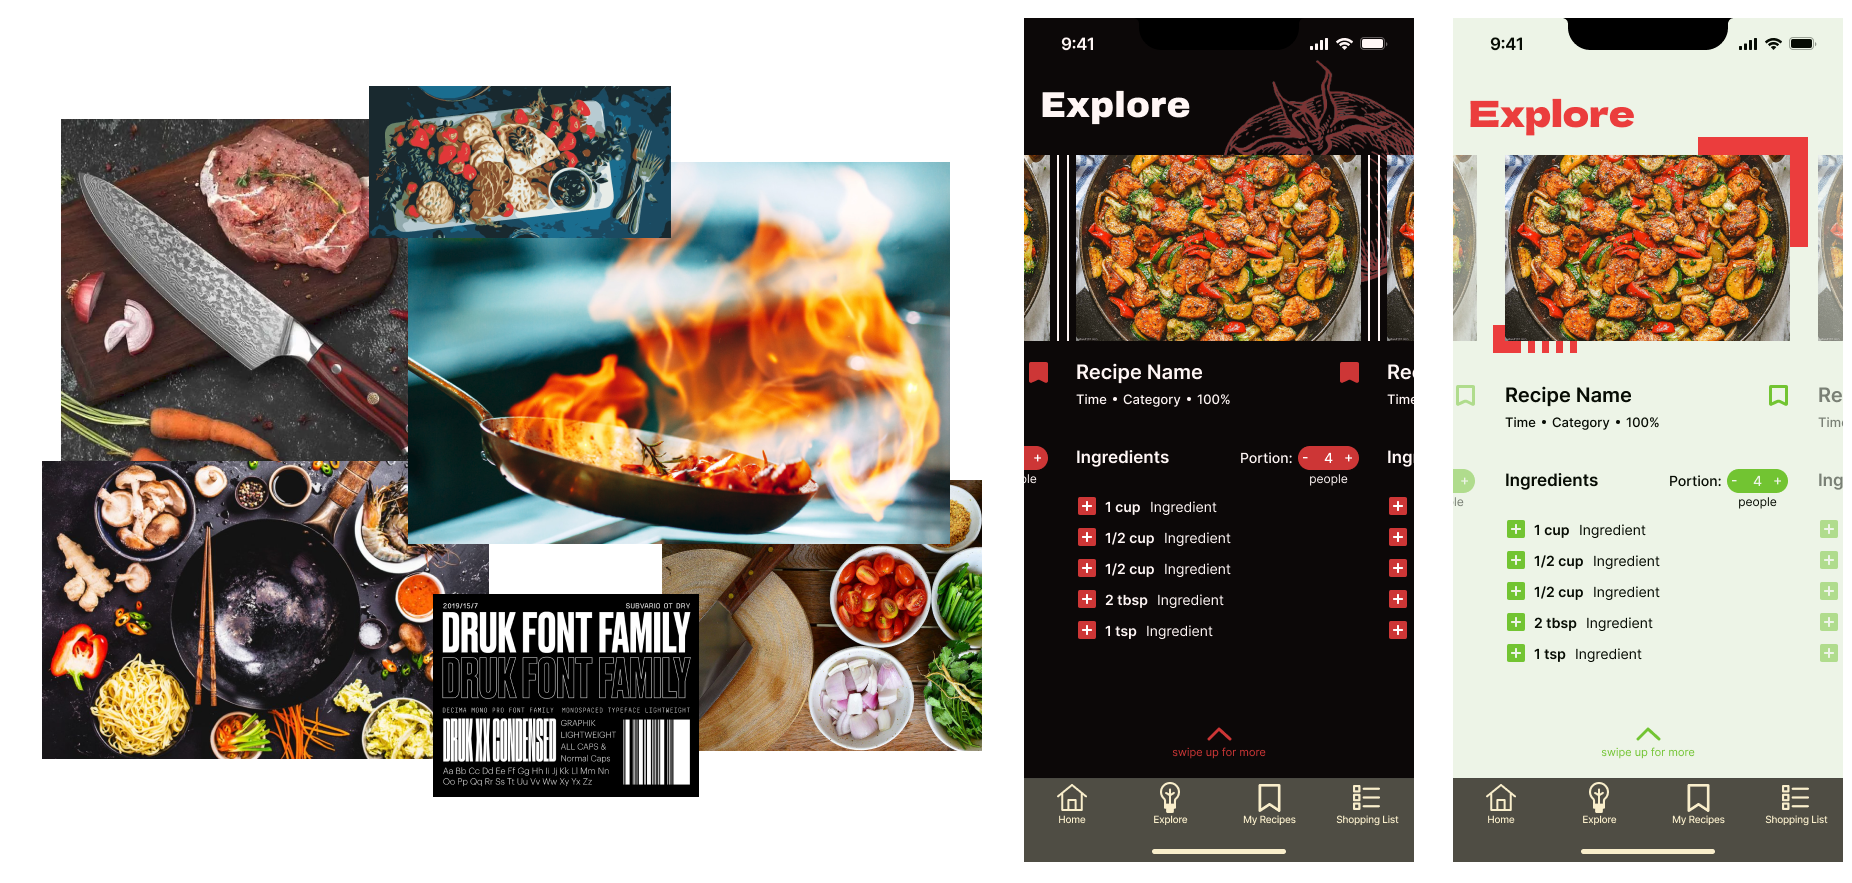 2019/15/7 SUBVARIO OT DRY
DRUK FONT FAMILY
DRUK FONT FAMILY
DECIMA MONO PRO FONT FAMILY MONOSPACED TYPEFACE LIGHTWEIGHT
DRUK XX CONDENSED
GRAPHIK
LIGHTWEIGHT
ALL CAPS &
Normal Caps
Aa Bb Cc Dd Ee Ff Gg Hh Ii Jj Kk Ll Mm Nn
Oo Pp Qq Rr Ss Tt Uu Vv Ww Xy Yx Zz
9:41
Explore
Recipe Name
Re
Time • Category • 100%
Time
+
Ingredients
Portion: - 4 +
Ing
ple
people
1 cup Ingredient
1/2 cup Ingredient
1/2 cup Ingredient
2 tbsp Ingredient
1 tsp Ingredient
swipe up for more
Home
Explore
My Recipes
Shopping List
9:41
Explore
Recipe Name
Re
Time • Category • 100%
Time
+
Ingredients
Portion: - 4 +
Ing
le
people
1 cup Ingredient
1/2 cup Ingredient
1/2 cup Ingredient
2 tbsp Ingredient
1 tsp Ingredient
swipe up for more
Home
Explore
My Recipes
Shopping List